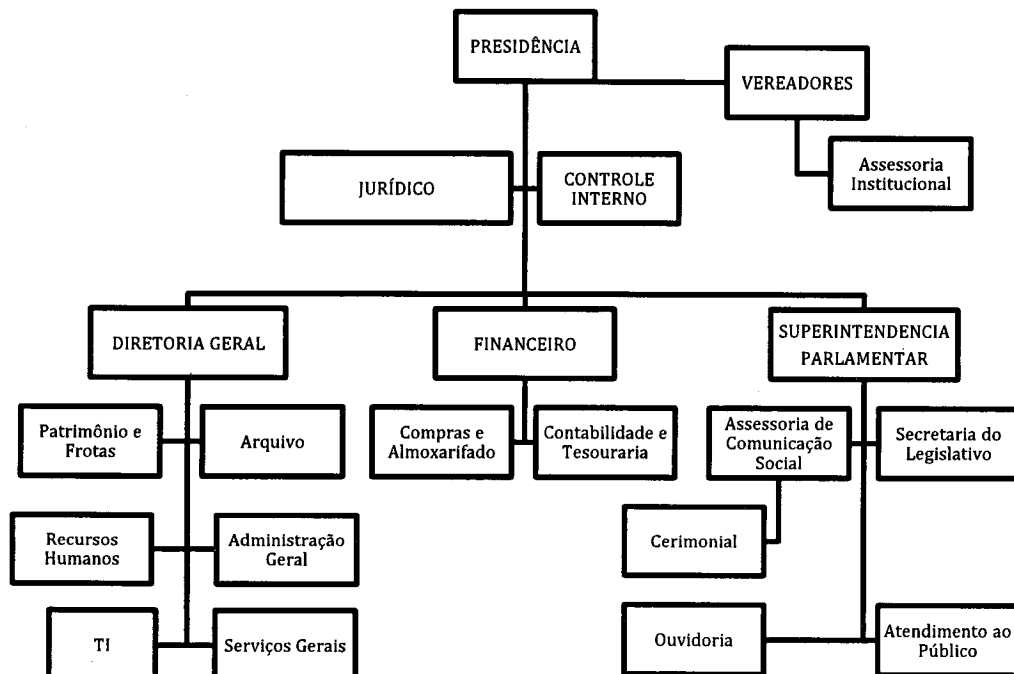 PRESIDÊNCIA
VEREADORES
Assessoria
Institucional
JURÍDICO
CONTROLE
INTERNO
DIRETORIA GERAL
FINANCEIRO
SUPERINTENDENCIA
PARLAMENTAR
Patrimônio e
Frotas
Arquivo
Compras e
Almoxarifado
Contabilidade e
Tesouraria
Assessoria de
Comunicação
Social
Secretaria do
Legislativo
Recursos
Humanos
Administração
Geral
Cerimonial
TI
Serviços Gerais
Ouvidoria
Atendimento ao
Público